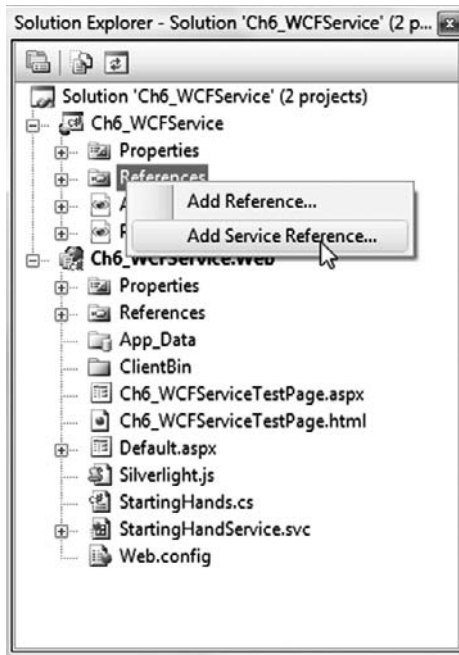 Solution Explorer - Solution 'Ch6_WCFService' (2 p...
Solution 'Ch6_WCFService' (2 projects)
Ch6_WCFService
Properties
References
Add Reference...
Add Service Reference...
Ch6_WCFService.Web
Properties
References
App_Data
ClientBin
Ch6_WCFServiceTestPage.aspx
Ch6_WCFServiceTestPage.html
Default.aspx
Silverlight.js
StartingHands.cs
StartingHandService.svc
Web.config